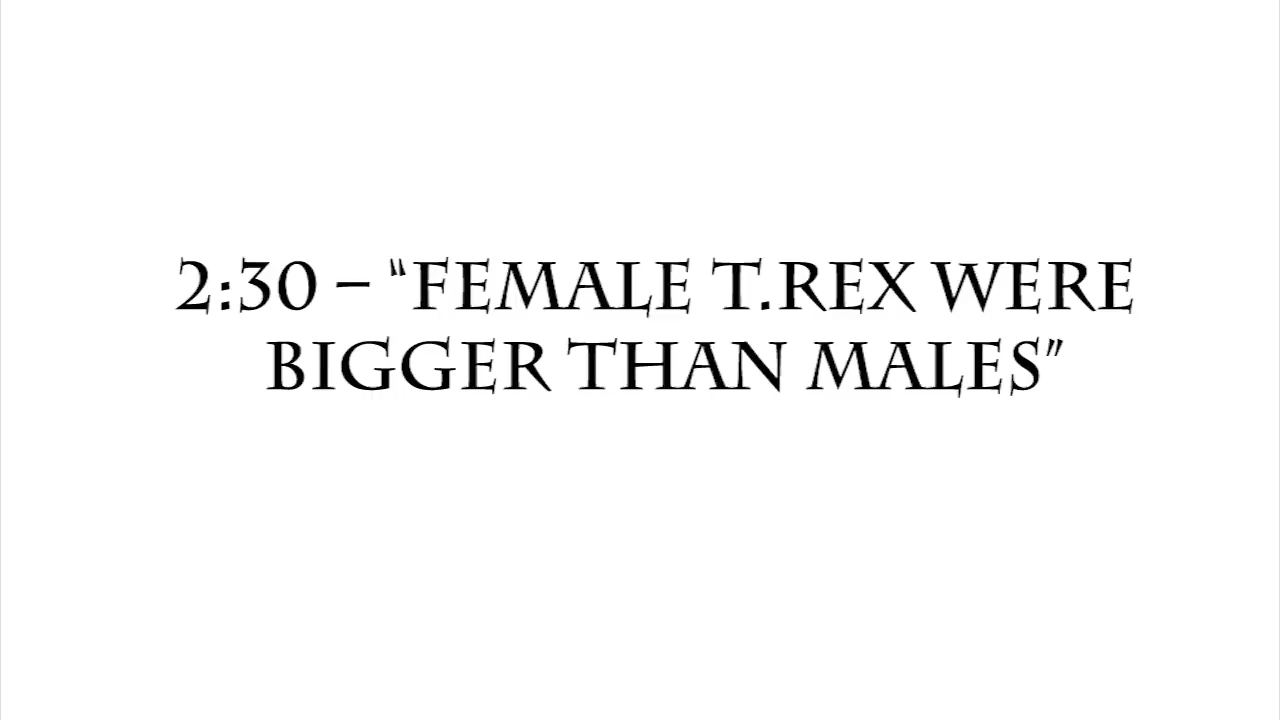 2:30 – “FEMALE T.REX WERE
BIGGER THAN MALES”